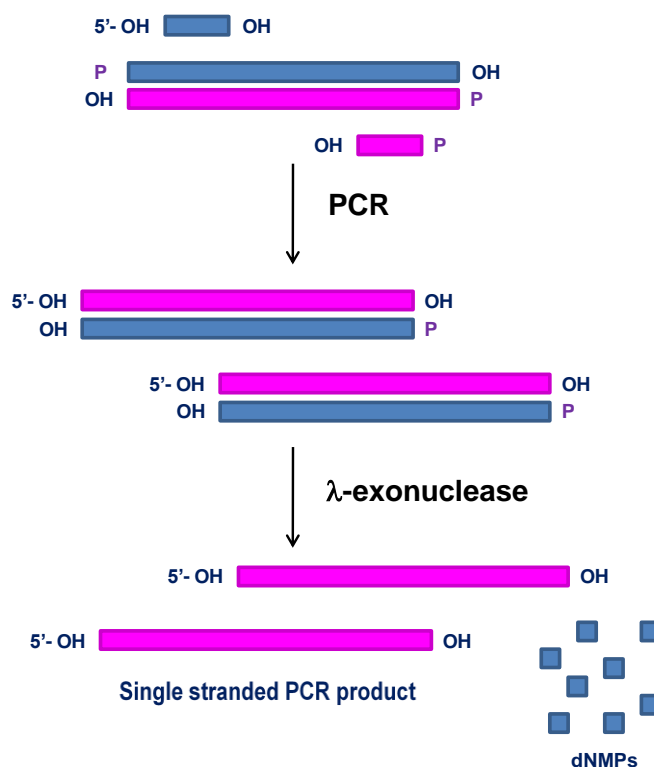 5’- OH OH
P OH
OH P
OH P
PCR
5’- OH OH
OH P
5’- OH OH
OH P
λ-exonuclease
5’- OH OH
5’- OH OH
Single stranded PCR product
dNMPs